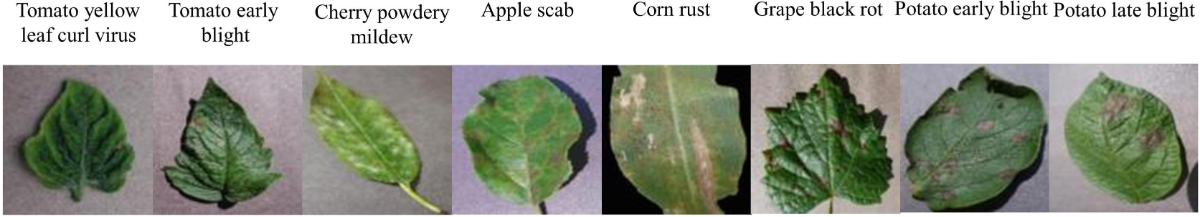 Tomato yellow
leaf curl virus
Tomato early
blight
Cherry powdery
mildew
Apple scab
Corn rust
Grape black rot
Potato early blight
Potato late blight